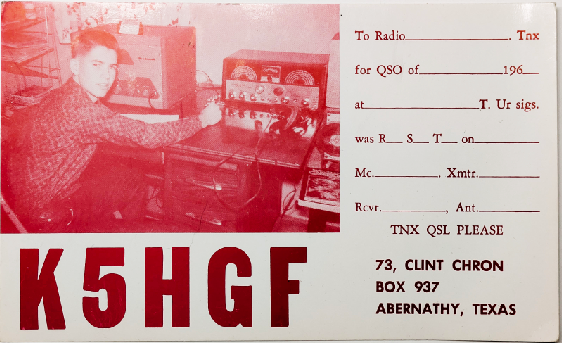 To Radio__________, Tnx
for QSO of__________196__
at__________T. Ur sigs.
was R__ S__ T__ on__________
Mc.__________, Xmtr.__________
Rcvr.__________, Ant.__________
TNX QSL PLEASE
K5HGF
73, CLINT CHRON
BOX 937
ABERNATHY, TEXAS